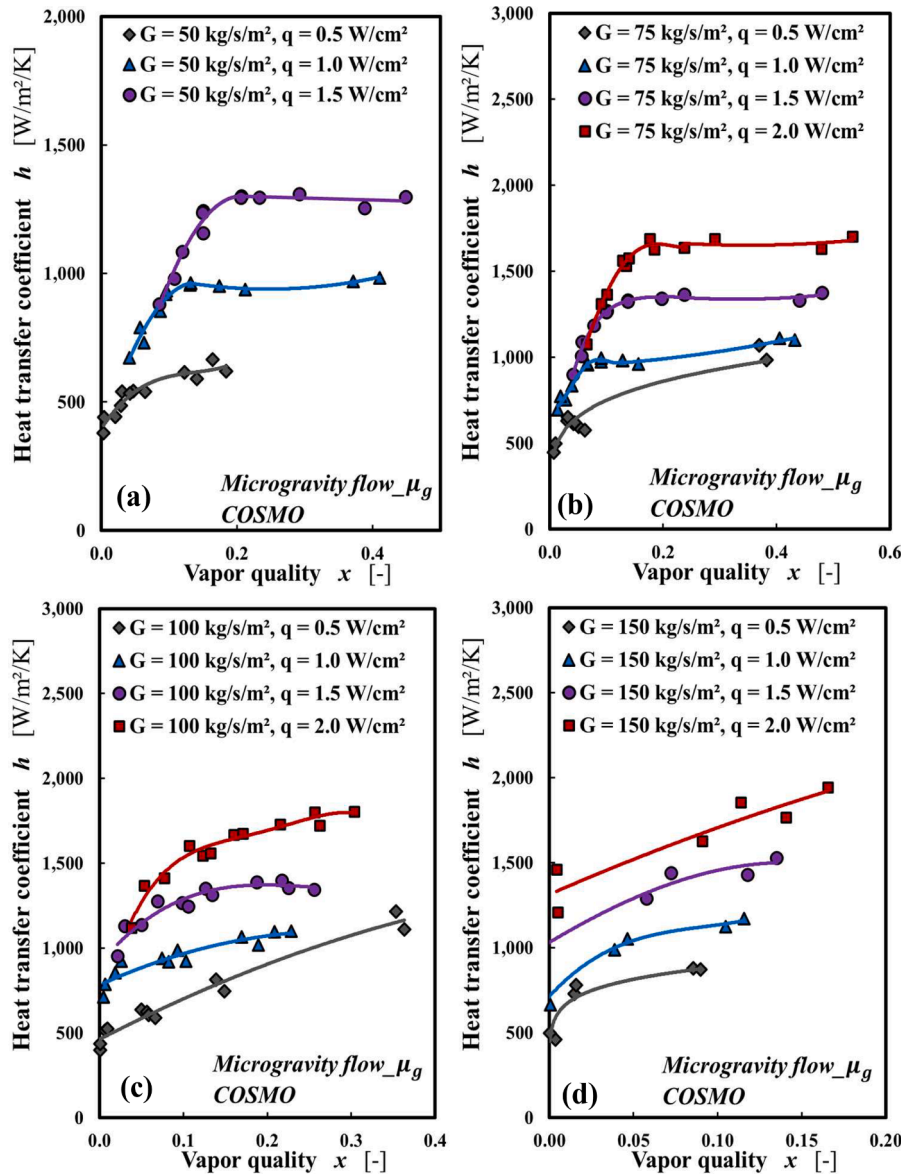 2,000
1,500
1,000
500
0
0.0
0.2
0.4
Heat transfer coefficient h [W/m²/K]
Vapor quality x [-]
G = 50 kg/s/m², q = 0.5 W/cm²
G = 50 kg/s/m², q = 1.0 W/cm²
G = 50 kg/s/m², q = 1.5 W/cm²
(a)
Microgravity flow_μg
COSMO
3,000
2,500
2,000
1,500
1,000
500
0
0.0
0.2
0.4
0.6
Heat transfer coefficient h [W/m²/K]
Vapor quality x [-]
G = 75 kg/s/m², q = 0.5 W/cm²
G = 75 kg/s/m², q = 1.0 W/cm²
G = 75 kg/s/m², q = 1.5 W/cm²
G = 75 kg/s/m², q = 2.0 W/cm²
(b)
Microgravity flow_μg
COSMO
3,000
2,500
2,000
1,500
1,000
500
0
0.0
0.1
0.2
0.3
0.4
Heat transfer coefficient h [W/m²/K]
Vapor quality x [-]
G = 100 kg/s/m², q = 0.5 W/cm²
G = 100 kg/s/m², q = 1.0 W/cm²
G = 100 kg/s/m², q = 1.5 W/cm²
G = 100 kg/s/m², q = 2.0 W/cm²
(c)
Microgravity flow_μg
COSMO
3,000
2,500
2,000
1,500
1,000
500
0
0.00
0.05
0.10
0.15
0.20
Heat transfer coefficient h [W/m²/K]
Vapor quality x [-]
G = 150 kg/s/m², q = 0.5 W/cm²
G = 150 kg/s/m², q = 1.0 W/cm²
G = 150 kg/s/m², q = 1.5 W/cm²
G = 150 kg/s/m², q = 2.0 W/cm²
(d)
Microgravity flow_μg
COSMO